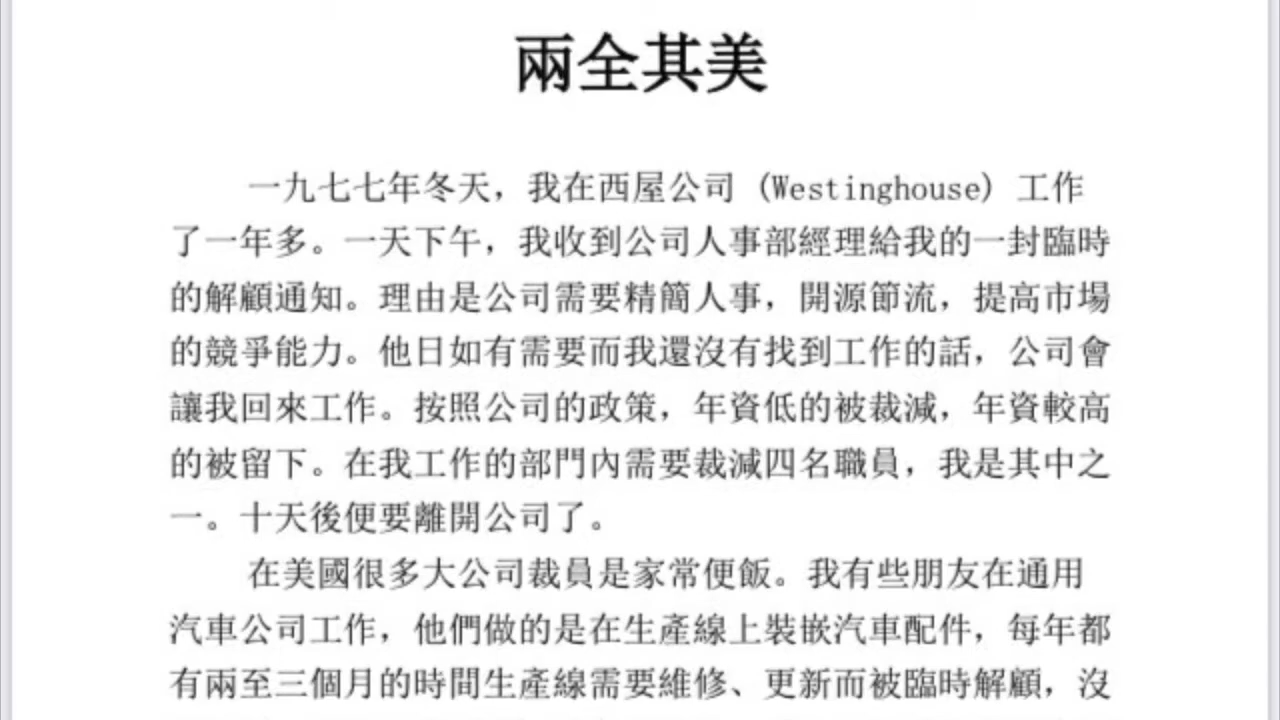 兩全其美
一九七七年冬天，我在西屋公司 (Westinghouse) 工作
了一年多。一天下午，我收到公司人事部經理給我的一封臨時
的解顧通知。理由是公司需要精簡人事，開源節流，提高市場
的競爭能力。他日如有需要而我還沒有找到工作的話，公司會
讓我回來工作。按照公司的政策，年資低的被裁減，年資較高
的被留下。在我工作的部門內需要裁減四名職員，我是其中之
一。十天後便要離開公司了。
在美國很多大公司裁員是家常便飯。我有些朋友在通用
汽車公司工作，他們做的是在生產線上裝嵌汽車配件，每年都
有兩至三個月的時間生產線需要維修、更新而被臨時解顧，沒